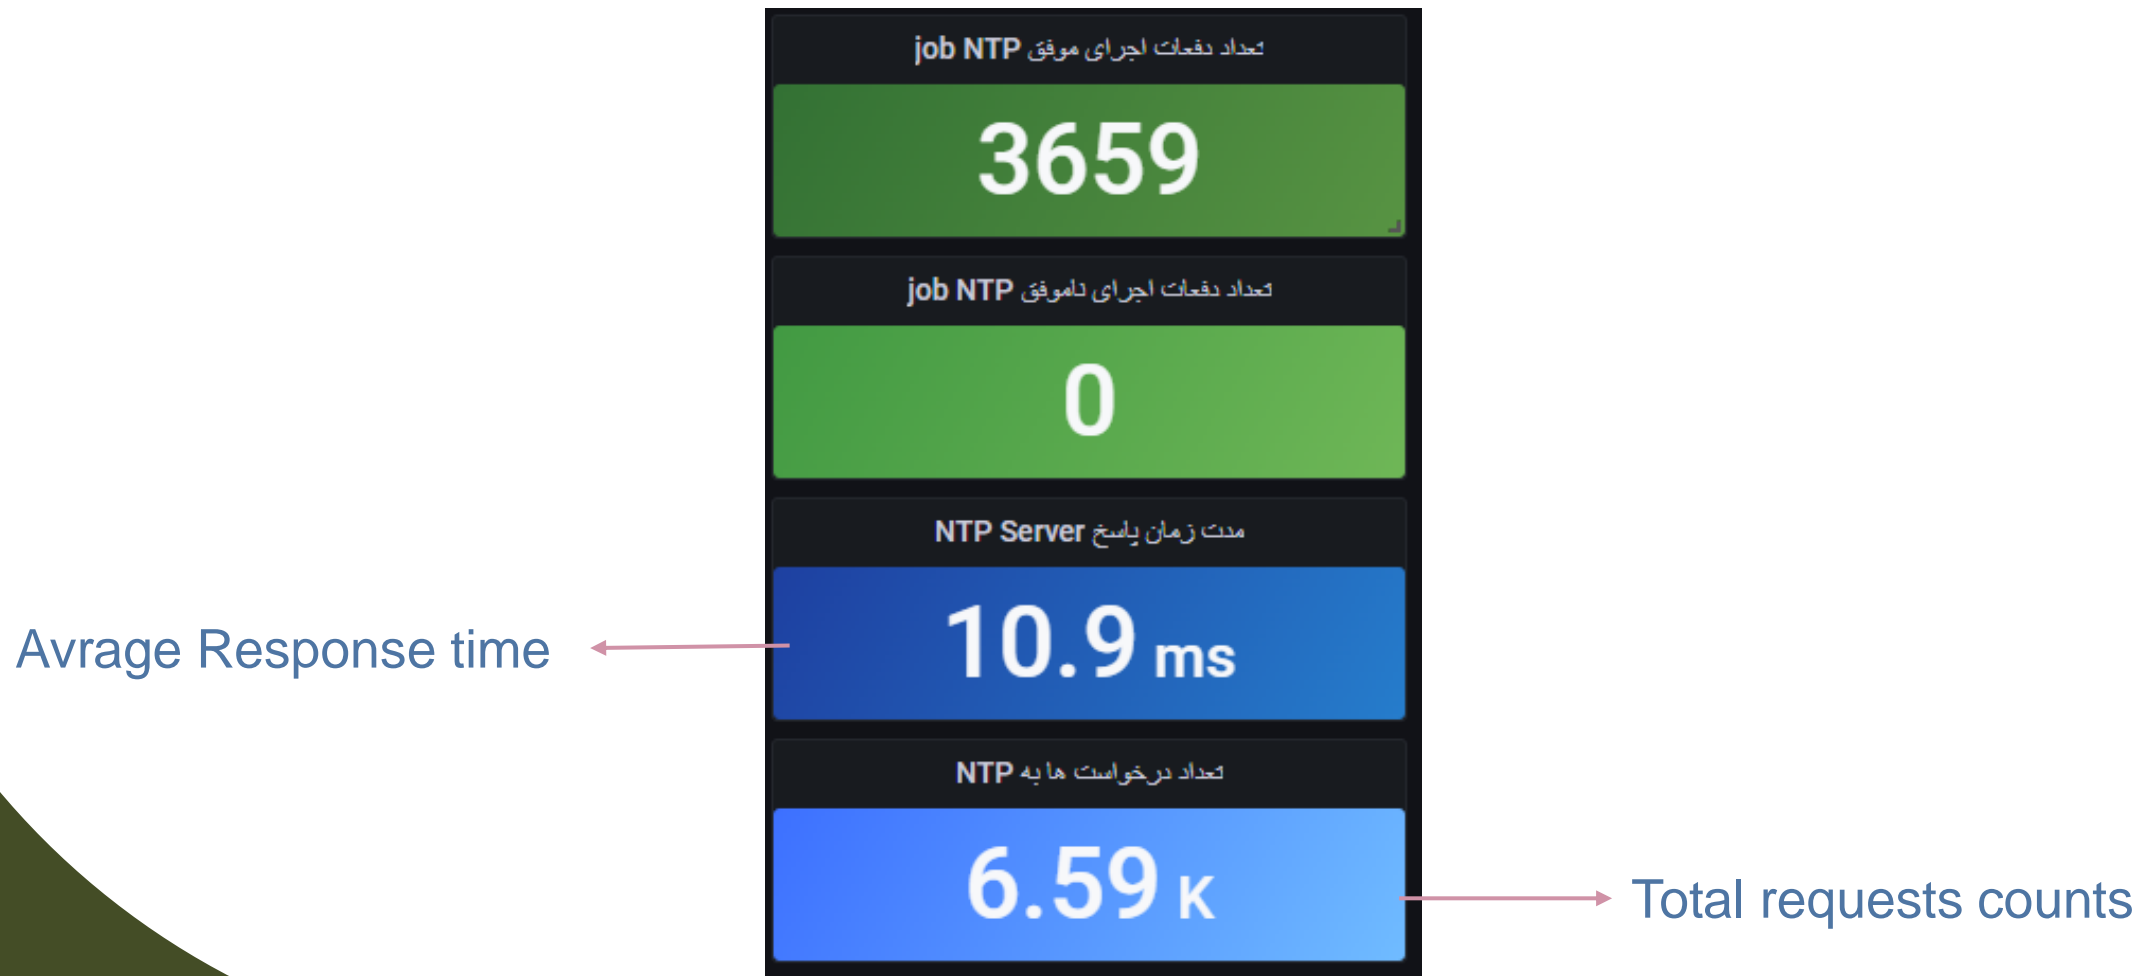 تعداد دفعات اجرای موفق job NTP
3659
تعداد دفعات اجرای ناموفق job NTP
0
مدت زمان پاسخ NTP Server
10.9 ms
Avrage Response time
تعداد درخواست ها به NTP
6.59 K
Total requests counts